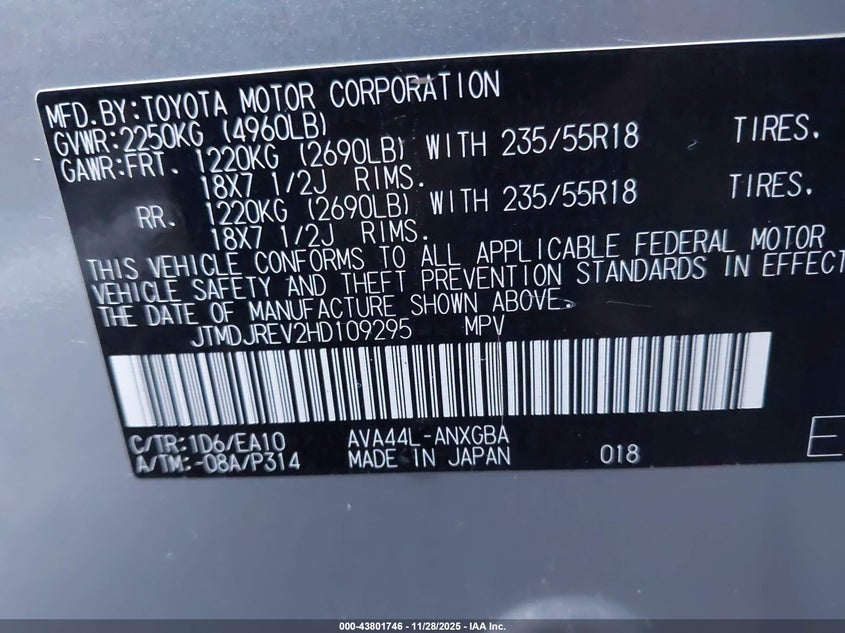 MFD.BY:TOYOTA MOTOR CORPORATION
GVWR:2250KG (4960LB)
GAWR:FRT. 1220KG (2690LB) WITH 235/55R18 TIRES.
18X7 1/2J RIMS.
RR. 1220KG (2690LB) WITH 235/55R18 TIRES.
18X7 1/2J RIMS.
THIS VEHICLE CONFORMS TO ALL APPLICABLE FEDERAL MOTOR
VEHICLE SAFETY AND THEFT PREVENTION STANDARDS IN EFFECT
THE DATE OF MANUFACTURE SHOWN ABOVE.
JTMDJREV2HD109295 MPV
C/TR:1D6/EA10 AVA44L-ANXGBA
A/TM:-08A/P314 MADE IN JAPAN 018
E
000-43801746 - 11/28/2025 - IAA Inc.